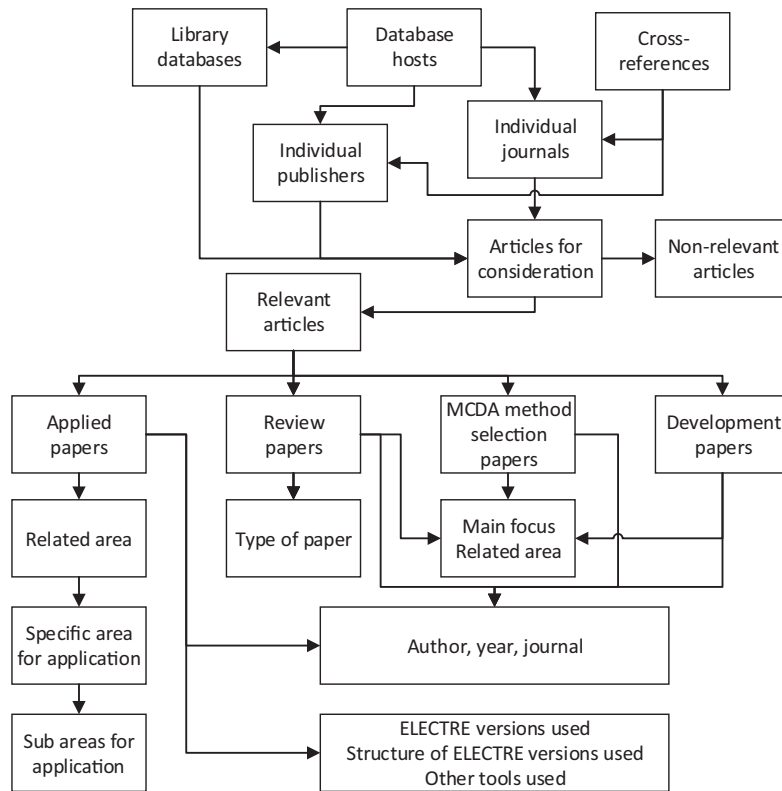 Library
databases
Database
hosts
Cross-
references
Individual
publishers
Individual
journals
Articles for
consideration
Non-relevant
articles
Relevant
articles
Applied
papers
Review
papers
MCDA method
selection
papers
Development
papers
Related area
Type of paper
Main focus
Related area
Specific area
for application
Author, year, journal
Sub areas for
application
ELECTRE versions used
Structure of ELECTRE versions used
Other tools used